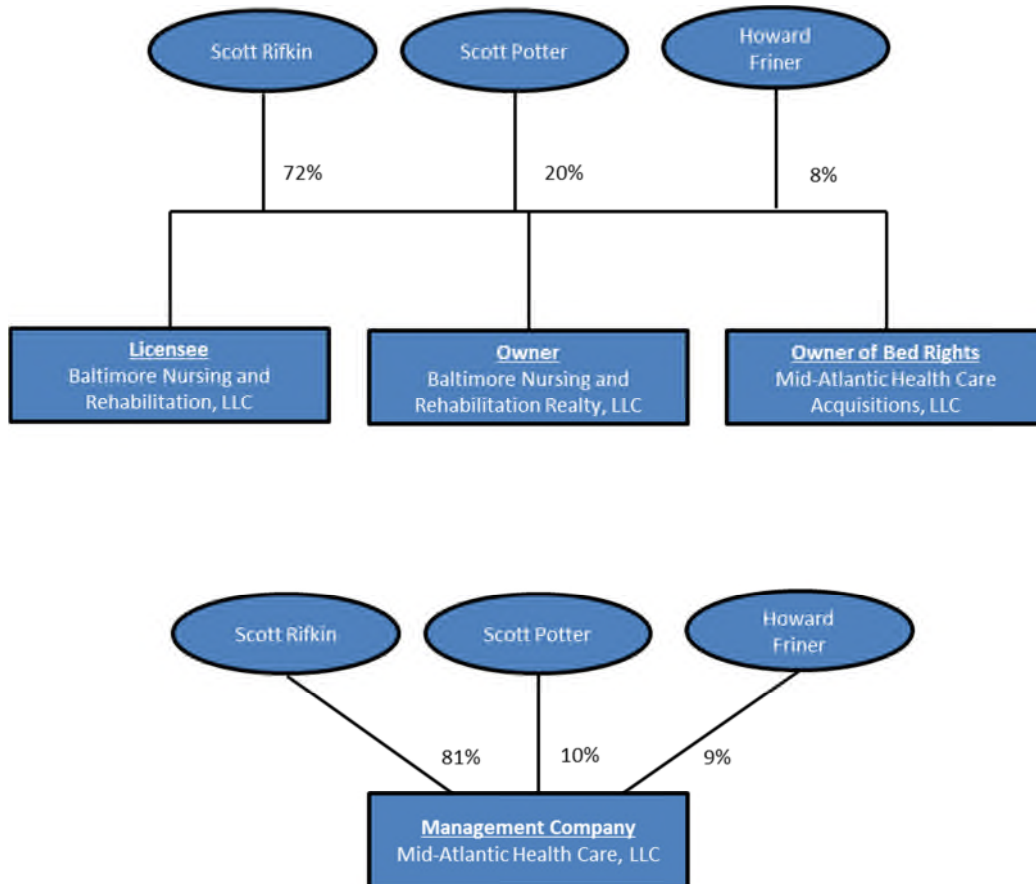 Scott Rifkin
Scott Potter
Howard
Friner
72%
20%
8%
Licensee
Baltimore Nursing and
Rehabilitation, LLC
Owner
Baltimore Nursing and
Rehabilitation Realty, LLC
Owner of Bed Rights
Mid-Atlantic Health Care
Acquisitions, LLC
Scott Rifkin
Scott Potter
Howard
Friner
81%
10%
9%
Management Company
Mid-Atlantic Health Care, LLC